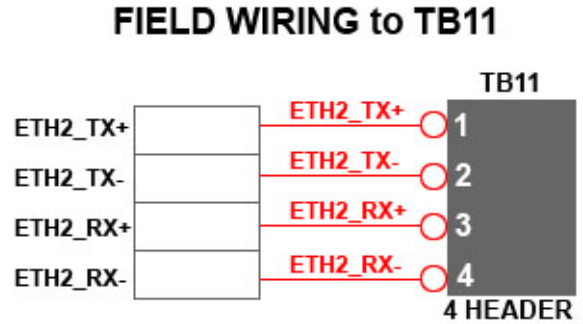 FIELD WIRING to TB11
TB11
ETH2_TX+ ETH2_TX+ 1
ETH2_TX- ETH2_TX- 2
ETH2_RX+ ETH2_RX+ 3
ETH2_RX- ETH2_RX- 4
4 HEADER